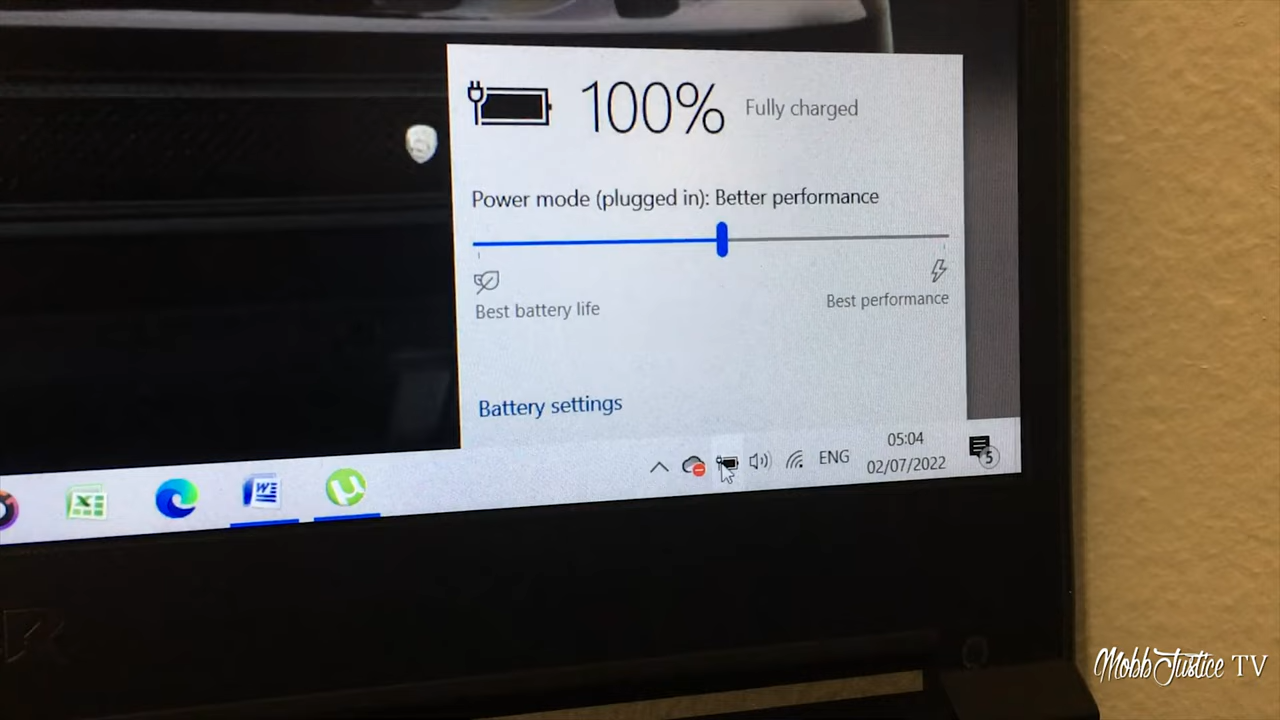 100% Fully charged
Power mode (plugged in): Better performance
Best battery life
Best performance
Battery settings
ENG
05:04
02/07/2022
5
W
µ
MobbJustice TV